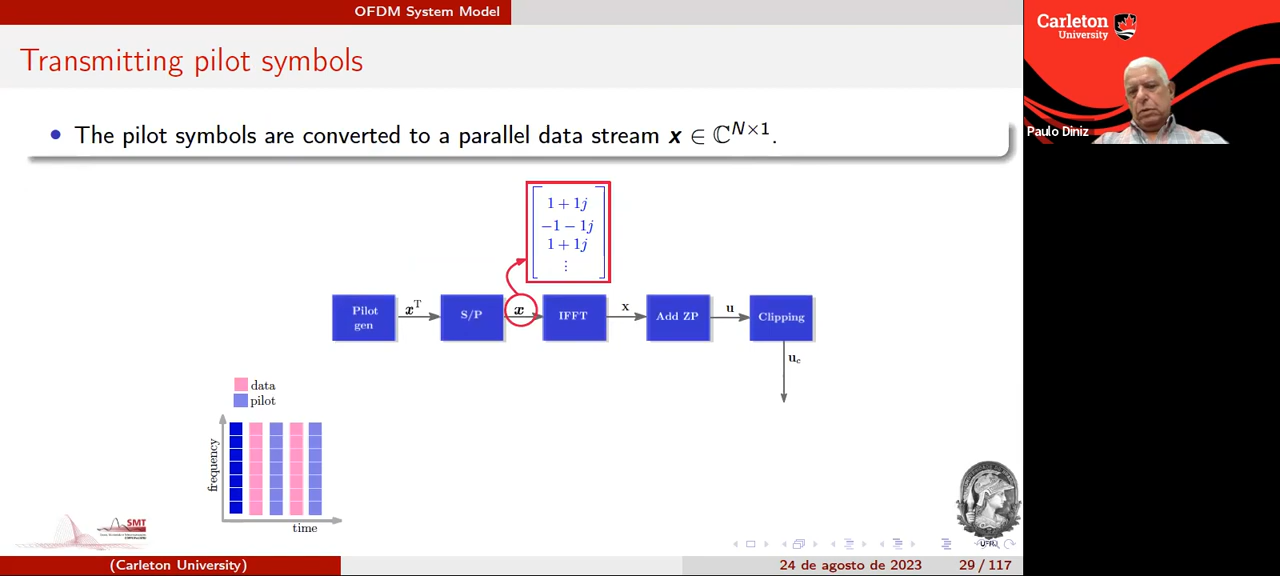 OFDM System Model
Transmitting pilot symbols
The pilot symbols are converted to a parallel data stream x ∈ ℂ^{N×1}.
1 + 1j
−1 − 1j
1 + 1j
⋮
Pilot gen
x^T
S/P
x
IFFT
x
Add ZP
u
Clipping
u_c
data
pilot
frequency
time
SMT
UFRJ
(Carleton University)
24 de agosto de 2023
29 / 117
Carleton
University
Paulo Diniz